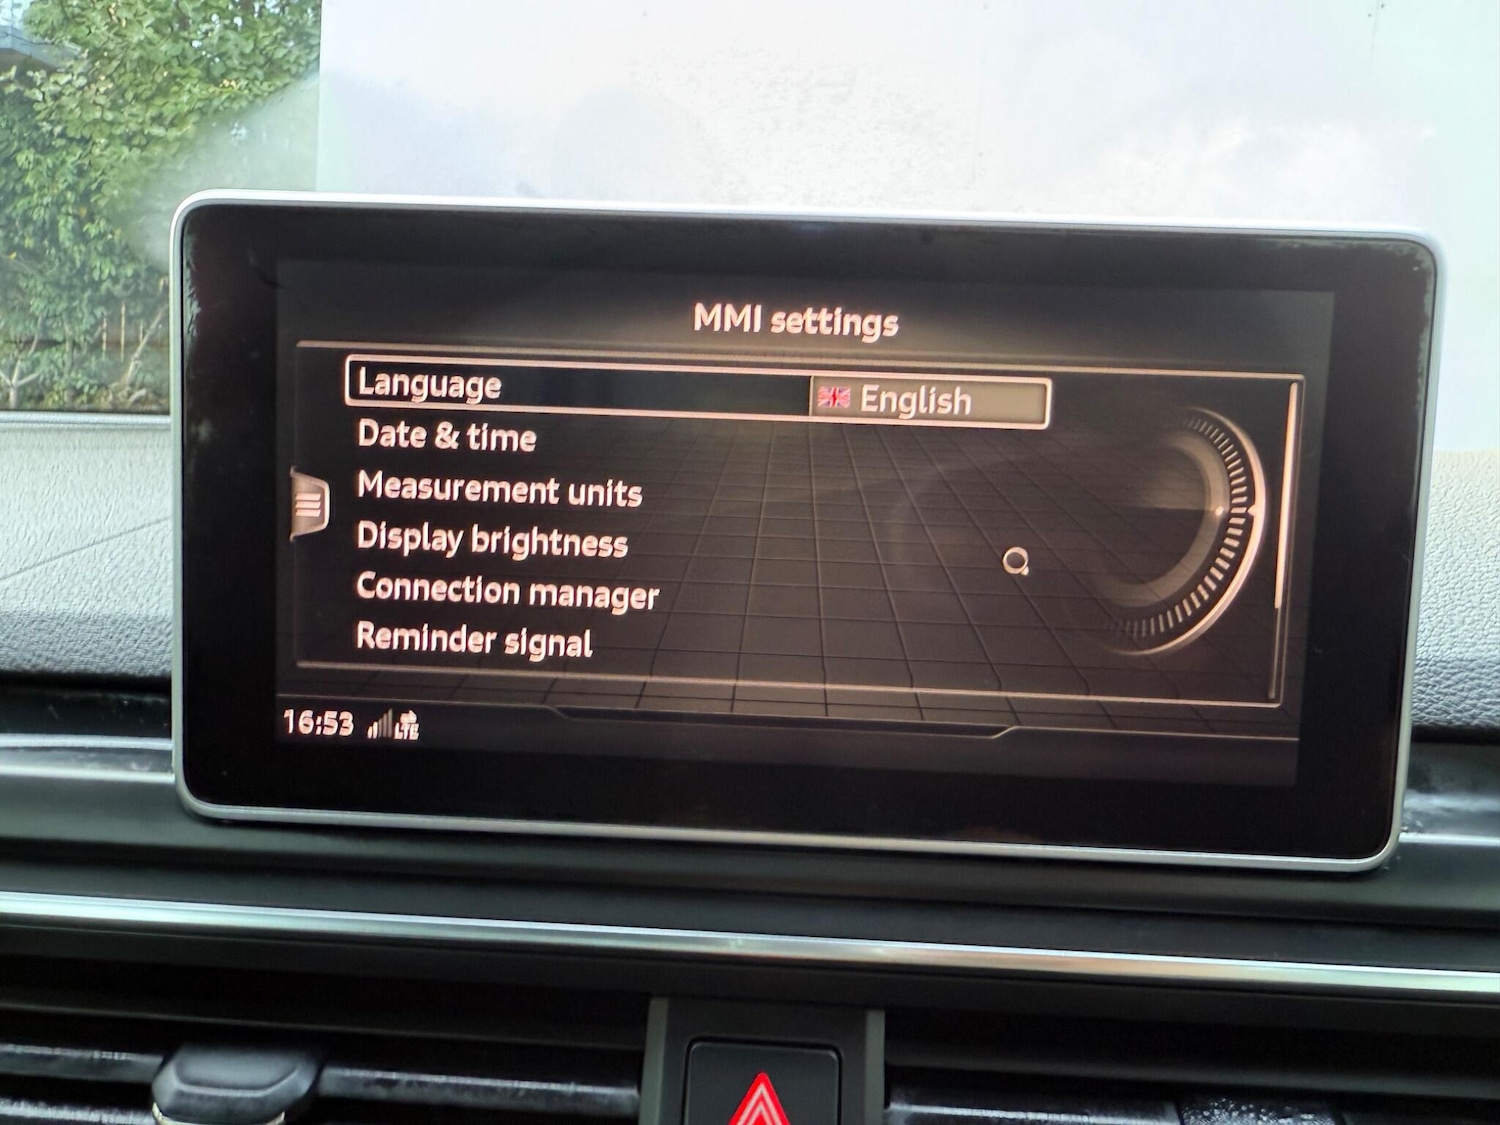 MMI settings
Language English
Date & time
Measurement units
Display brightness
Connection manager
Reminder signal
16:53 LTE